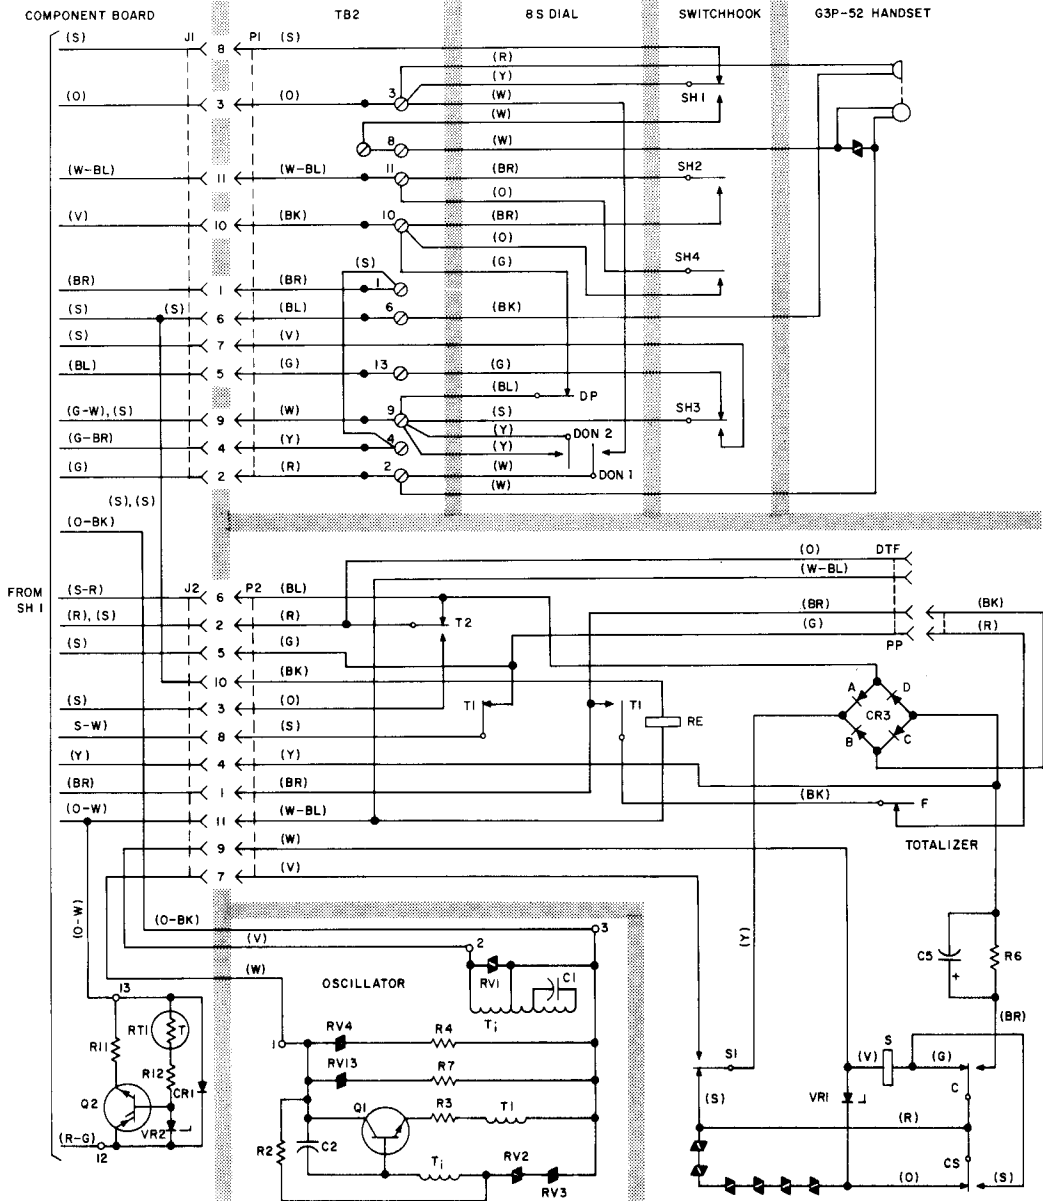 COMPONENT BOARD TB2 8S DIAL SWITCHHOOK G3P-52 HANDSET
(S) J1 8 P1 (S)
(R)
(Y)
(O) 3 (O) 3 (W) SH1
(W)
8 (W)
(W-BL) 11 (W-BL) 11 (BR) SH2
(O)
(V) 10 (BK) 10 (BR)
(O)
(S) (G) SH4
(BR) 1 (BR) 1
(S) (S) 6 (BL) 6 (BK)
(S) 7 (V)
(BL) 5 (G) 13 (G)
(BL) DP
(G-W), (S) 9 (W) 9 (S) SH3
(Y) DON 2
(G-BR) 4 (Y) 4 (Y)
(G) 2 (R) 2 (W) DON 1
(W)
(S), (S)
(O-BK)
(O) DTF
(W-BL)
FROM SH 1
(S-R) J2 6 P2 (BL)
(BR) (BK)
(R), (S) 2 (R) T2
(G) (R)
PP
(S) 5 (G)
10 (BK)
A D
(S) 3 (O) T1 T1
CR3
S-W) 8 (S) RE
B C
(Y) 4 (Y)
(BR) 1 (BR) (BK) F
(O-W) 11 (W-BL)
TOTALIZER
9 (W)
7 (V)
(O-W) (O-BK) 3
(V) 2 (Y)
(W) C5 + R6
OSCILLATOR RV1 C1
Tj
13 (BR)
RT1 T RV4 R4
R11 1 S
RV13 R7 S1 (V) (G)
R12 CR1 C
Q2 Q1 R3 T1 (S) VR1
VR2 (R)
(R-G) R2 C2
12 Tj RV2 CS
RV3 (O) (S)